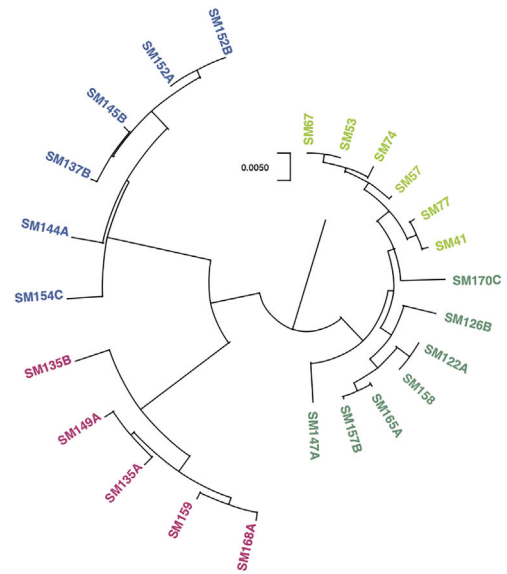 SM152B
SM152A
SM145B
SM137B
SM144A
SM154C
SM135B
SM149A
SM135A
SM159
SM168A
0.0050
SM67
SM53
SM74
SM57
SM77
SM41
SM170C
SM126B
SM122A
SM158
SM165A
SM157B
SM147A